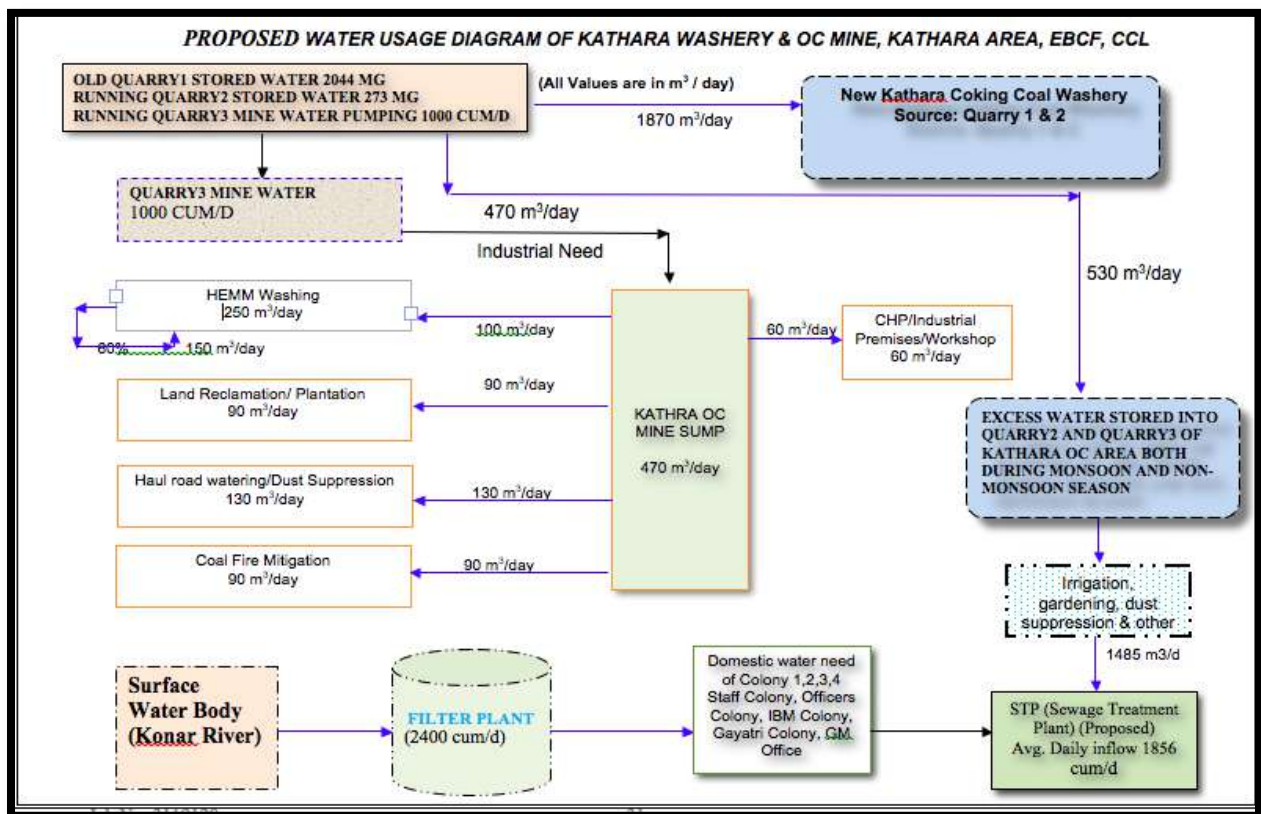 PROPOSED WATER USAGE DIAGRAM OF KATHARA WASHERY & OC MINE, KATHARA AREA, EBCF, CCL
OLD QUARRY1 STORED WATER 2044 MG
RUNNING QUARRY2 STORED WATER 273 MG
RUNNING QUARRY3 MINE WATER PUMPING 1000 CUM/D
(All Values are in m³ / day)
1870 m³/day
New Kathara Coking Coal Washery
Source: Quarry 1 & 2
QUARRY3 MINE WATER
1000 CUM/D
470 m³/day
Industrial Need
530 m³/day
HEMM Washing
250 m³/day
60% 150 m³/day
100 m³/day
60 m³/day
CHP/Industrial
Premises/Workshop
60 m³/day
Land Reclamation/ Plantation
90 m³/day
90 m³/day
KATHRA OC
MINE SUMP
470 m³/day
EXCESS WATER STORED INTO
QUARRY2 AND QUARRY3 OF
KATHARA OC AREA BOTH
DURING MONSOON AND NON-
MONSOON SEASON
Haul road watering/Dust Suppression
130 m³/day
130 m³/day
Coal Fire Mitigation
90 m³/day
90 m³/day
Irrigation,
gardening, dust
suppression & other
1485 m3/d
Surface
Water Body
(Konar River)
FILTER PLANT
(2400 cum/d)
Domestic water need
of Colony 1,2,3,4
Staff Colony, Officers
Colony, IBM Colony,
Gayatri Colony, GM
Office
STP (Sewage Treatment
Plant) (Proposed)
Avg. Daily inflow 1856
cum/d